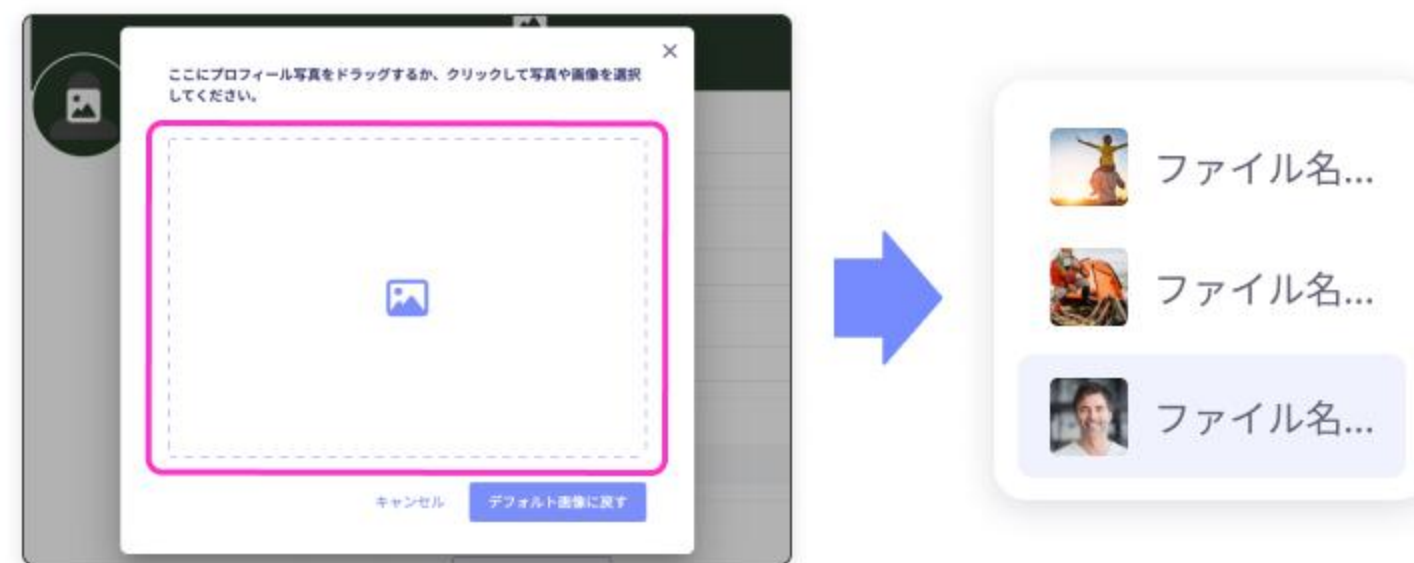 ここにプロフィール写真をドラッグするか、クリックして写真や画像を選択
してください。
キャンセル
デフォルト画像に戻す
ファイル名...
ファイル名...
ファイル名...